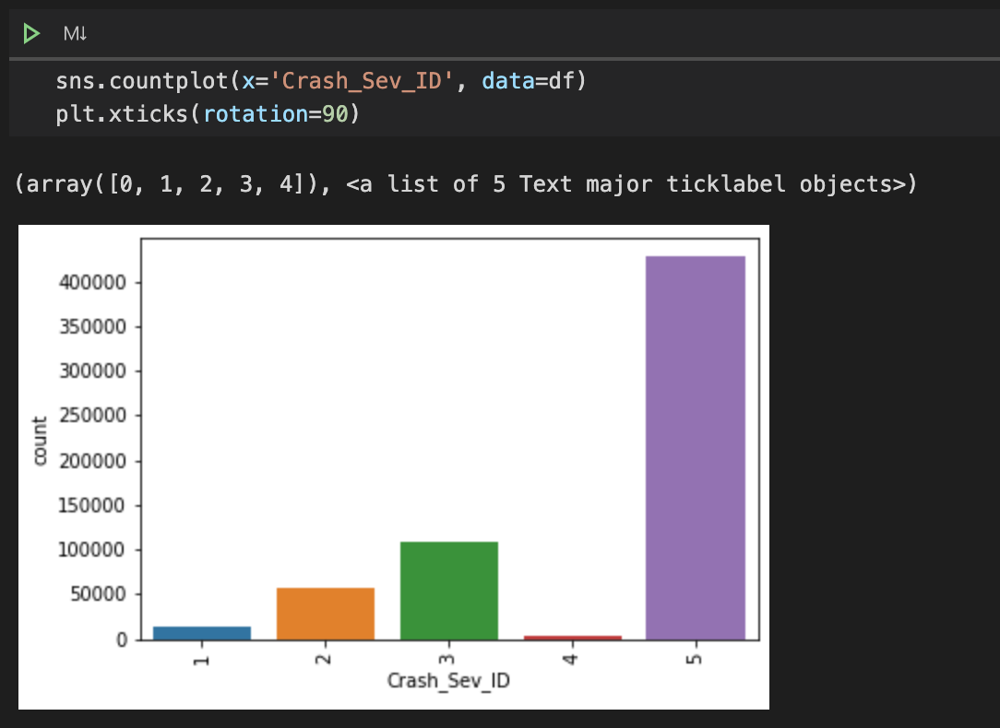 M↓
sns.countplot(x='Crash_Sev_ID', data=df)
plt.xticks(rotation=90)
(array([0, 1, 2, 3, 4]), <a list of 5 Text major ticklabel objects>)
400000
350000
300000
250000
200000
150000
100000
50000
0
count
1 2 3 4 5
Crash_Sev_ID